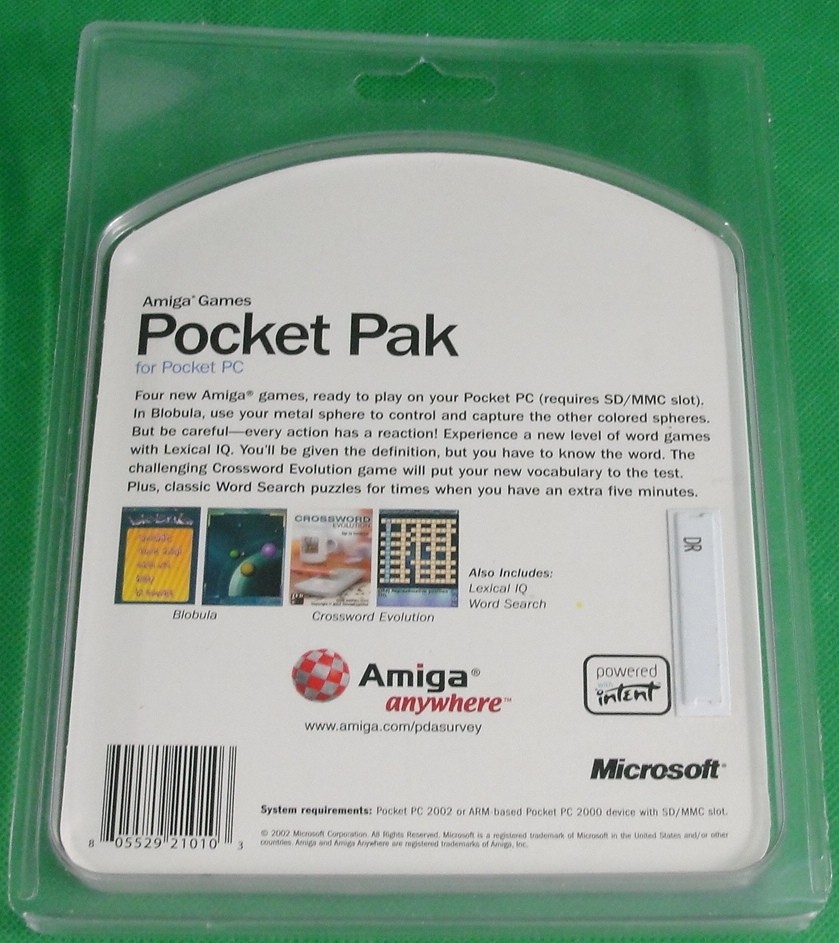 Amiga® Games
Pocket Pak
for Pocket PC
Four new Amiga® games, ready to play on your Pocket PC (requires SD/MMC slot).
In Blobula, use your metal sphere to control and capture the other colored spheres.
But be careful—every action has a reaction! Experience a new level of word games
with Lexical IQ. You'll be given the definition, but you have to know the word. The
challenging Crossword Evolution game will put your new vocabulary to the test.
Plus, classic Word Search puzzles for times when you have an extra five minutes.
CROSSWORD
EVOLUTION
DR
Also Includes:
Lexical IQ
Word Search
Blobula
Crossword Evolution
Amiga®
anywhere™
www.amiga.com/pdasurvey
powered
with
intent
Microsoft®
System requirements: Pocket PC 2002 or ARM-based Pocket PC 2000 device with SD/MMC slot.
© 2002 Microsoft Corporation. All Rights Reserved. Microsoft is a registered trademark of Microsoft in the United States and/or other
countries. Amiga and Amiga Anywhere are registered trademarks of Amiga, Inc.
8 05529 21010 3